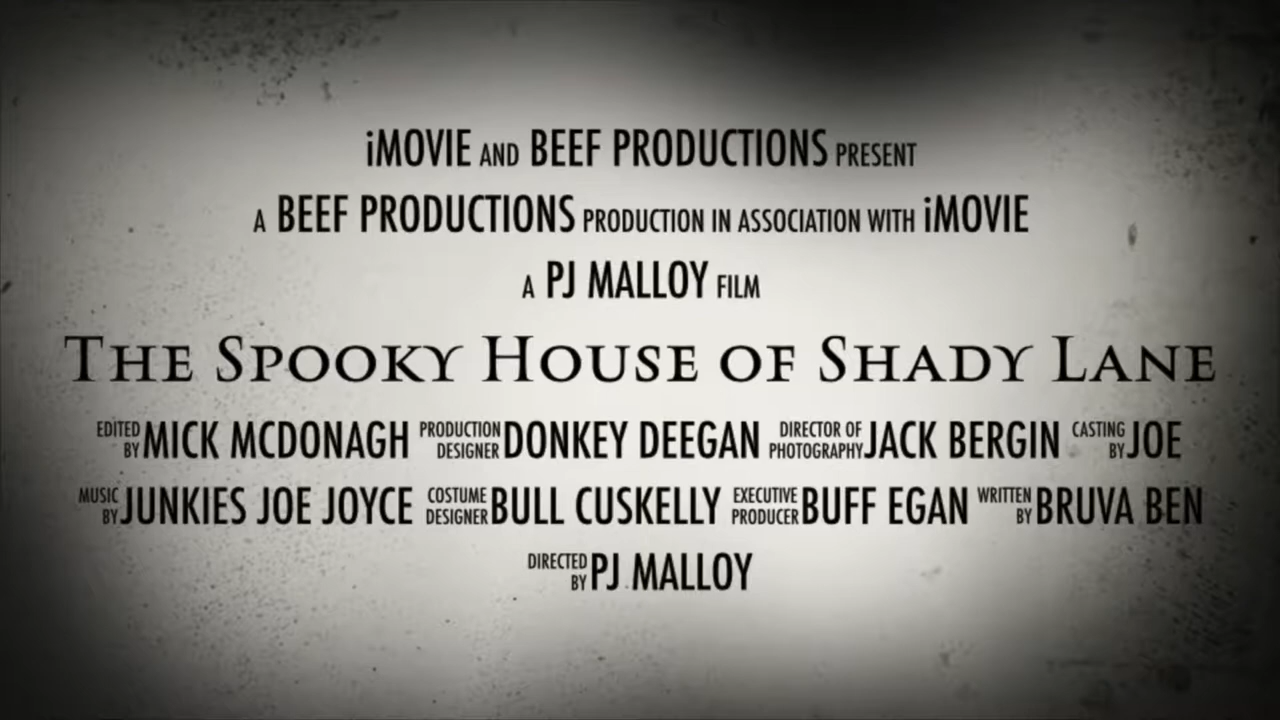 iMOVIE AND BEEF PRODUCTIONS PRESENT
A BEEF PRODUCTIONS PRODUCTION IN ASSOCIATION WITH iMOVIE
A PJ MALLOY FILM
THE SPOOKY HOUSE OF SHADY LANE
EDITED BY MICK MCDONAGH PRODUCTION DESIGNER DONKEY DEEGAN DIRECTOR OF PHOTOGRAPHY JACK BERGIN CASTING BY JOE
MUSIC BY JUNKIES JOE JOYCE COSTUME DESIGNER BULL CUSKELLY EXECUTIVE PRODUCER BUFF EGAN WRITTEN BY BRUVA BEN
DIRECTED BY PJ MALLOY